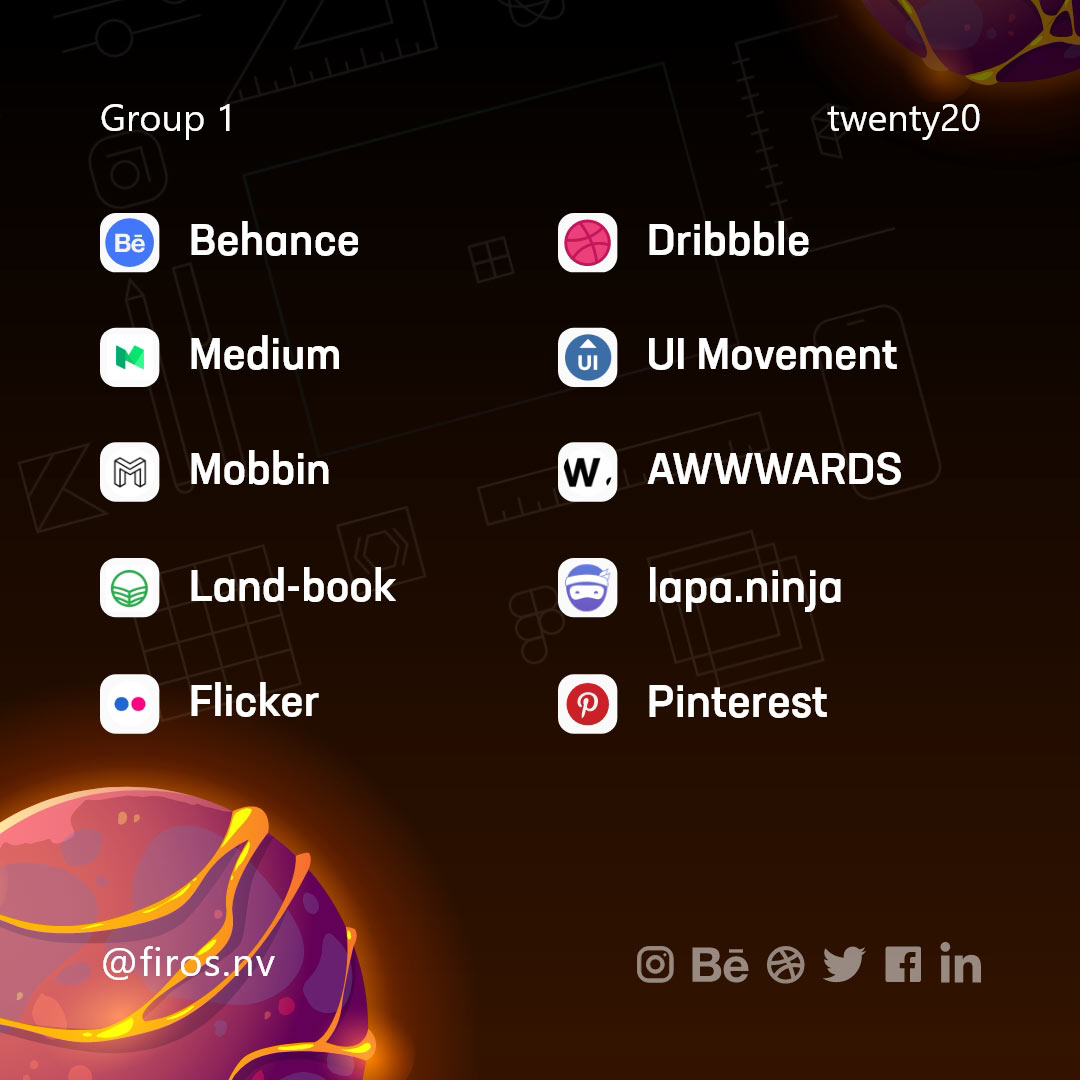 Group 1
twenty20
Bē Behance
Dribbble
Medium
UI UI Movement
Mobbin
W. AWWWARDS
Land-book
lapa.ninja
Flicker
Pinterest
@firos.nv
Bē in